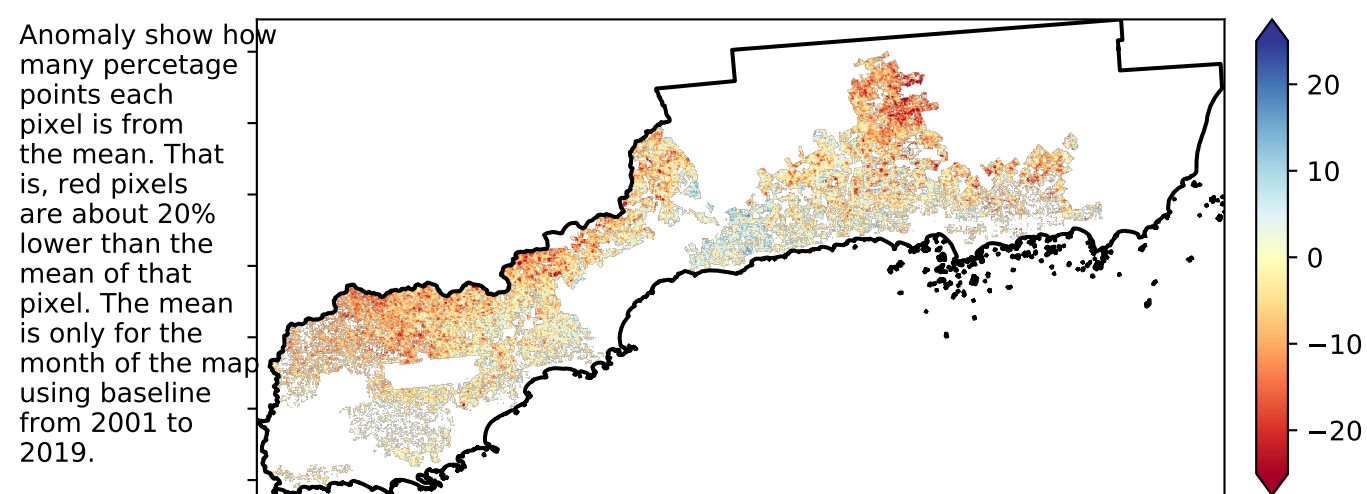 Anomaly show how
many percetage
points each
pixel is from
the mean. That
is, red pixels
are about 20%
lower than the
mean of that
pixel. The mean
is only for the
month of the map
using baseline
from 2001 to
2019.
20
10
0
−10
−20